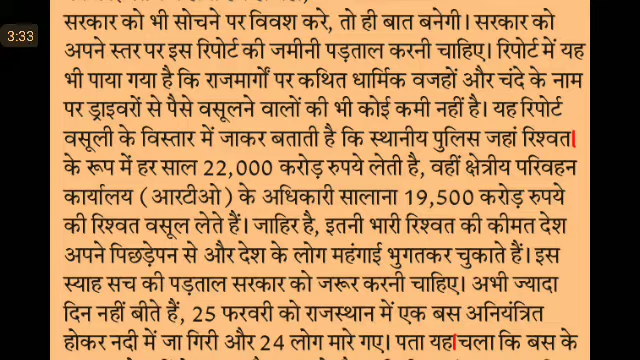 सरकार को भी सोचने पर विवश करे, तो ही बात बनेगी। सरकार को
3:33
अपने स्तर पर इस रिपोर्ट की जमीनी पड़ताल करनी चाहिए। रिपोर्ट में यह
भी पाया गया है कि राजमार्गों पर कथित धार्मिक वजहों और चंदे के नाम
पर ड्राइवरों से पैसे वसूलने वालों की भी कोई कमी नहीं है। यह रिपोर्ट
वसूली के विस्तार में जाकर बताती है कि स्थानीय पुलिस जहां रिश्वत
के रूप में हर साल 22,000 करोड़ रुपये लेती है, वहीं क्षेत्रीय परिवहन
कार्यालय (आरटीओ) के अधिकारी सालाना 19,500 करोड़ रुपये
की रिश्वत वसूल लेते हैं। जाहिर है, इतनी भारी रिश्वत की कीमत देश
अपने पिछड़ेपन से और देश के लोग महंगाई भुगतकर चुकाते हैं। इस
स्याह सच की पड़ताल सरकार को जरूर करनी चाहिए। अभी ज्यादा
दिन नहीं बीते हैं, 25 फरवरी को राजस्थान में एक बस अनियंत्रित
होकर नदी में जा गिरी और 24 लोग मारे गए। पता यह चला कि बस के